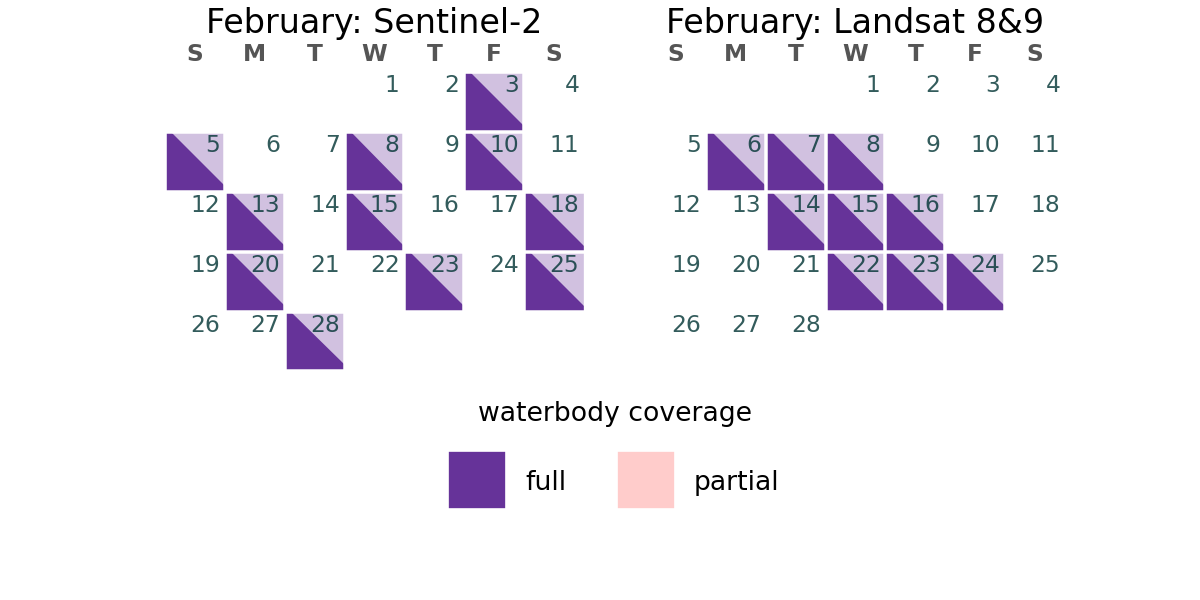 February: Sentinel-2
S M T W T F S
1 2 3 4
5 6 7 8 9 10 11
12 13 14 15 16 17 18
19 20 21 22 23 24 25
26 27 28
February: Landsat 8&9
S M T W T F S
1 2 3 4
5 6 7 8 9 10 11
12 13 14 15 16 17 18
19 20 21 22 23 24 25
26 27 28
waterbody coverage
full partial